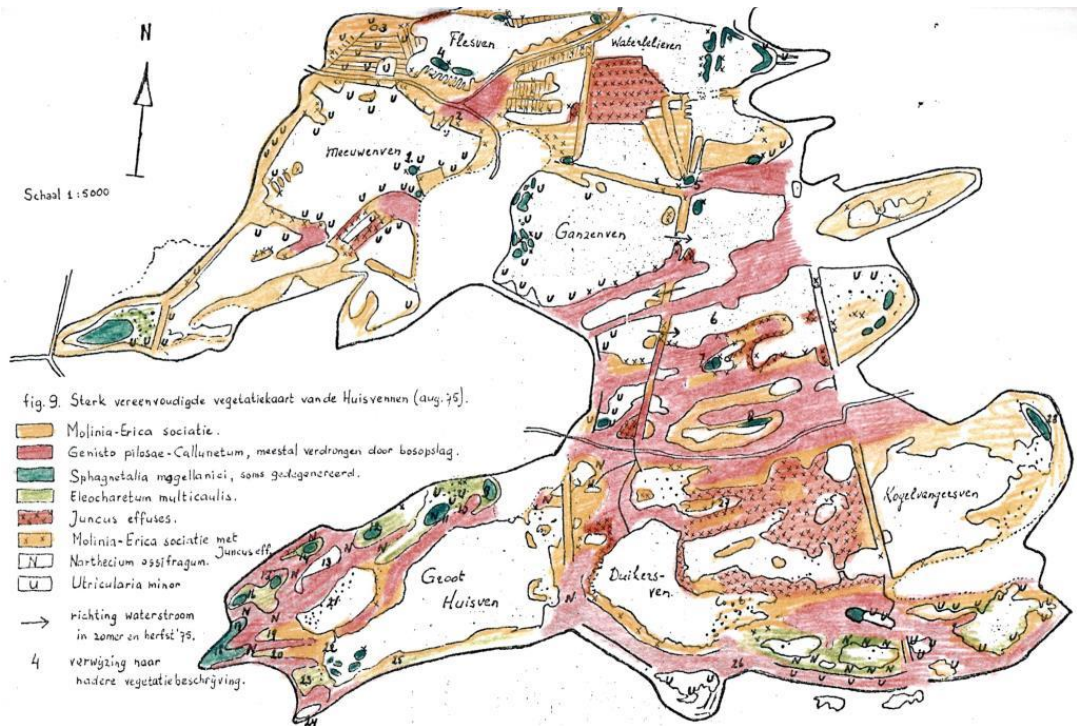 N
Schaal 1:5000
Flesven
Waterlelieven
Meeuwenven
Ganzenven
Kogelvangersven
Groot
Huisven
Duikers-
ven.
fig. 9. Sterk vereenvoudigde vegetatiekaart van de Huisvennen (aug. 75).
Molinia-Erica sociatie.
Genisto pilosae-Callunetum, meestal verdrongen door bosopslag.
Sphagnetalia magellanici, soms gedegenereerd.
Eleocharetum multicaulis.
Juncus effuses.
Molinia-Erica sociatie met
Juncus eff.
N Narthecium ossifragum.
U Utricularia minor
→ richting waterstroom
in zomer en herfst '75.
4 verwijzing naar
nadere vegetatiebeschrijving.